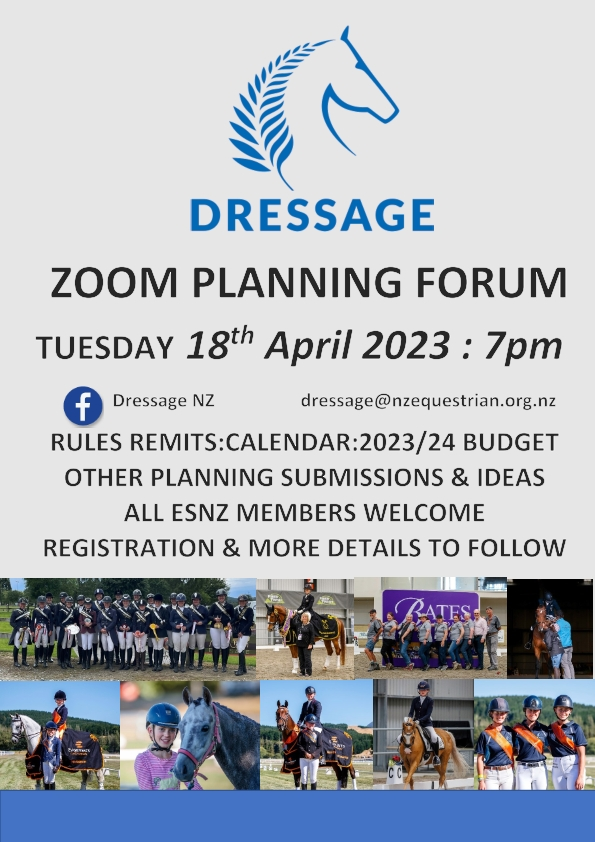 DRESSAGE
ZOOM PLANNING FORUM
TUESDAY 18th April 2023 : 7pm
Dressage NZ dressage@nzequestrian.org.nz
RULES REMITS:CALENDAR:2023/24 BUDGET
OTHER PLANNING SUBMISSIONS & IDEAS
ALL ESNZ MEMBERS WELCOME
REGISTRATION & MORE DETAILS TO FOLLOW
BATES
C C